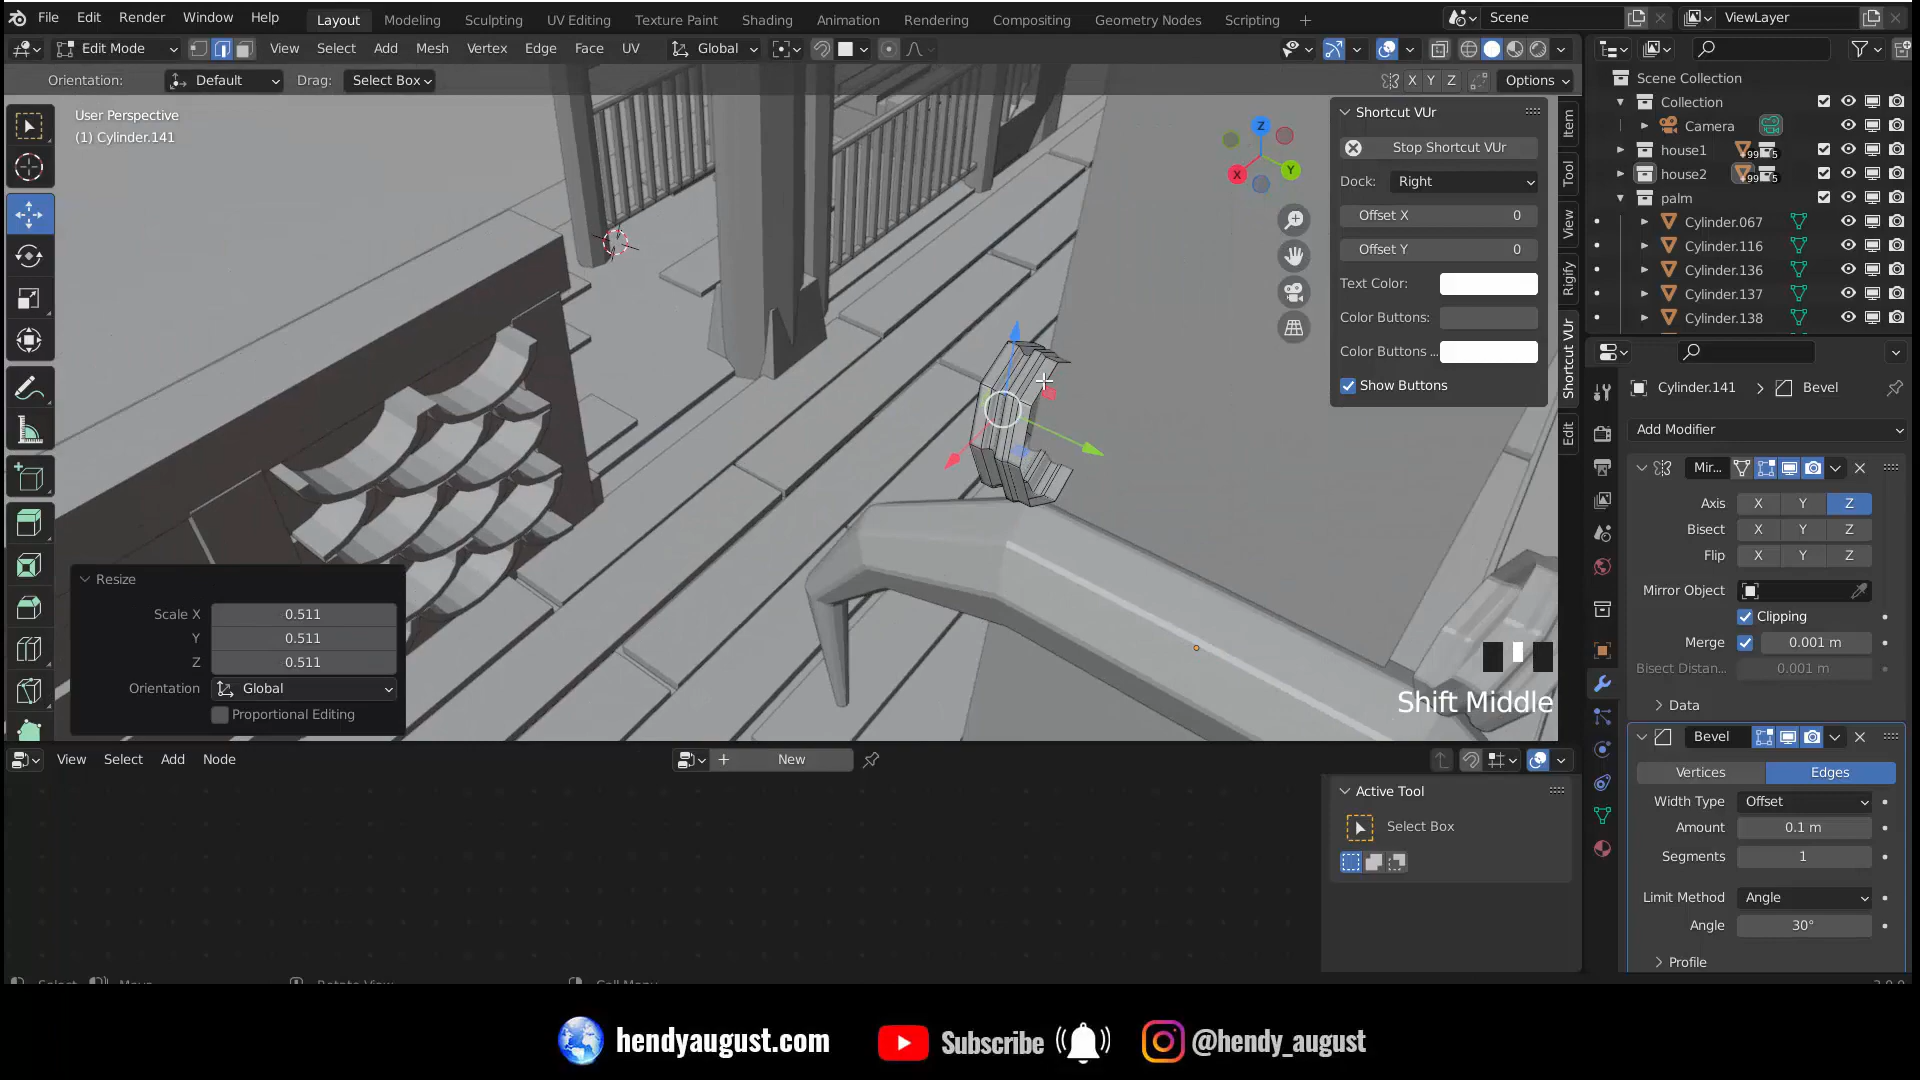 File Edit Render Window Help
Layout Modeling Sculpting UV Editing Texture Paint Shading Animation Rendering Compositing Geometry Nodes Scripting
Scene
ViewLayer
Edit Mode View Select Add Mesh Vertex Edge Face UV Global
Orientation: Default Drag: Select Box
X Y Z Options
User Perspective
(1) Cylinder.141
Z
X
Y
Shortcut VUr
Stop Shortcut VUr
Dock: Right
Offset X 0
Offset Y 0
Text Color:
Color Buttons:
Color Buttons ...
Show Buttons
Item
Tool
View
Rigify
Shortcut VUr
Edit
Scene Collection
Collection
Camera
house1 99 5
house2 99 5
palm
Cylinder.067
Cylinder.116
Cylinder.136
Cylinder.137
Cylinder.138
Cylinder.141 > Bevel
Add Modifier
Mir...
Axis X Y Z
Bisect X Y Z
Flip X Y Z
Mirror Object
Clipping
Merge 0.001 m
Bisect Distan... 0.001 m
Data
Bevel
Vertices Edges
Width Type Offset
Amount 0.1 m
Segments 1
Limit Method Angle
Angle 30°
Profile
Resize
Scale X 0.511
Y 0.511
Z 0.511
Orientation Global
Proportional Editing
Shift Middle
View Select Add Node
New
Active Tool
Select Box
hendyaugust.com Subscribe @hendy_august